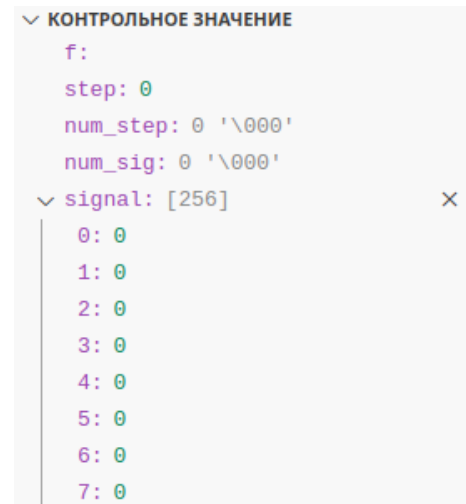 КОНТРОЛЬНОЕ ЗНАЧЕНИЕ
f:
step: 0
num_step: 0 '\000'
num_sig: 0 '\000'
signal: [256]
0: 0
1: 0
2: 0
3: 0
4: 0
5: 0
6: 0
7: 0